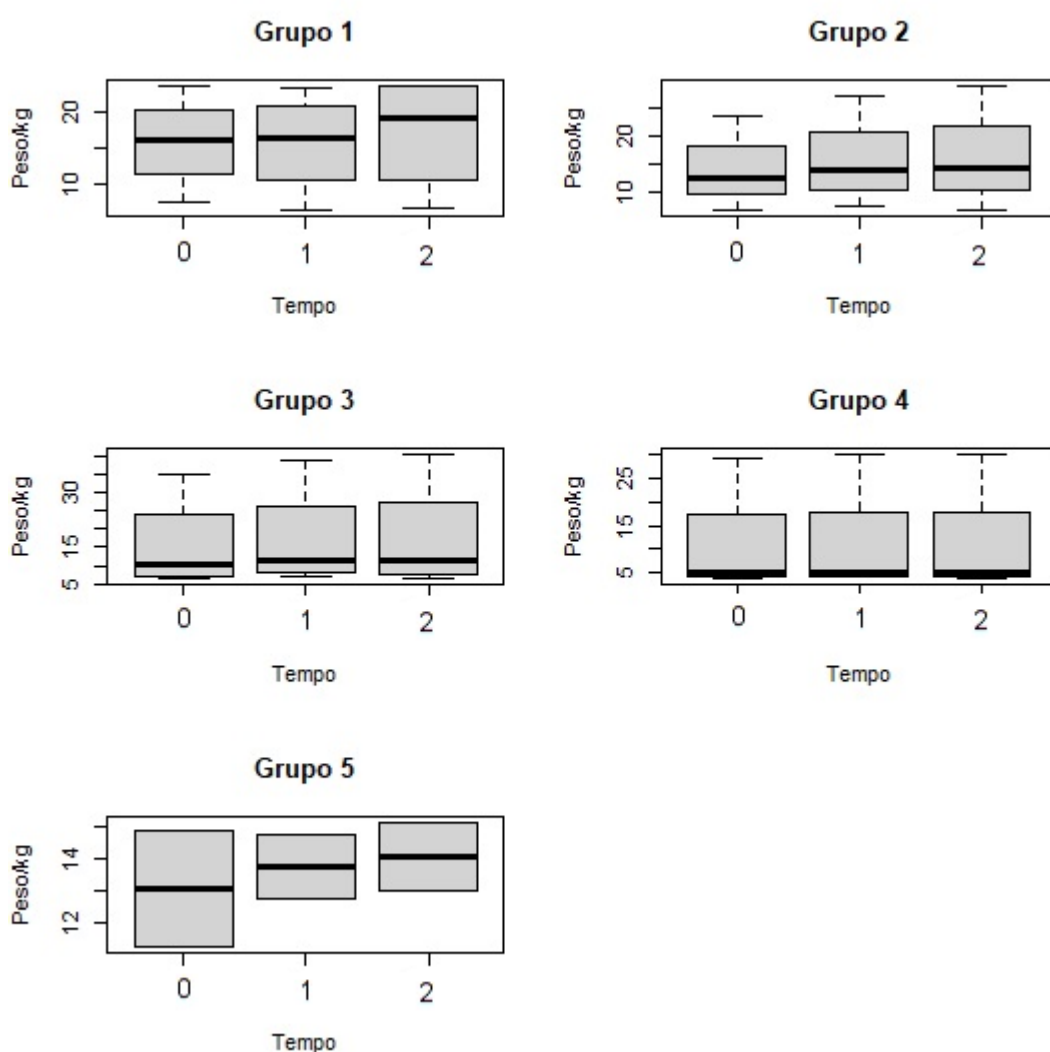 Grupo 1
Peso/kg
20
10
0 1 2
Tempo
Grupo 2
Peso/kg
20
10
0 1 2
Tempo
Grupo 3
Peso/kg
30
15
5
0 1 2
Tempo
Grupo 4
Peso/kg
25
15
5
0 1 2
Tempo
Grupo 5
Peso/kg
14
12
0 1 2
Tempo